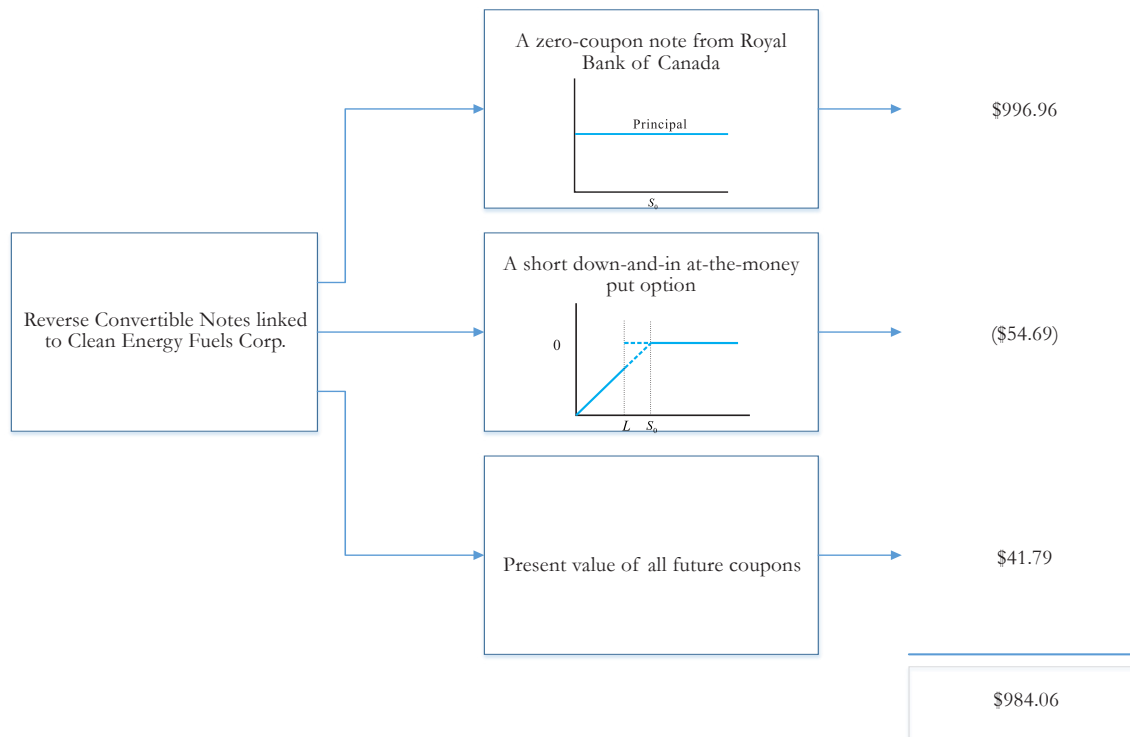 A zero-coupon note from Royal
Bank of Canada
Principal
S₀
$996.96
Reverse Convertible Notes linked
to Clean Energy Fuels Corp.
A short down-and-in at-the-money
put option
0
L S₀
($54.69)
Present value of all future coupons
$41.79
$984.06